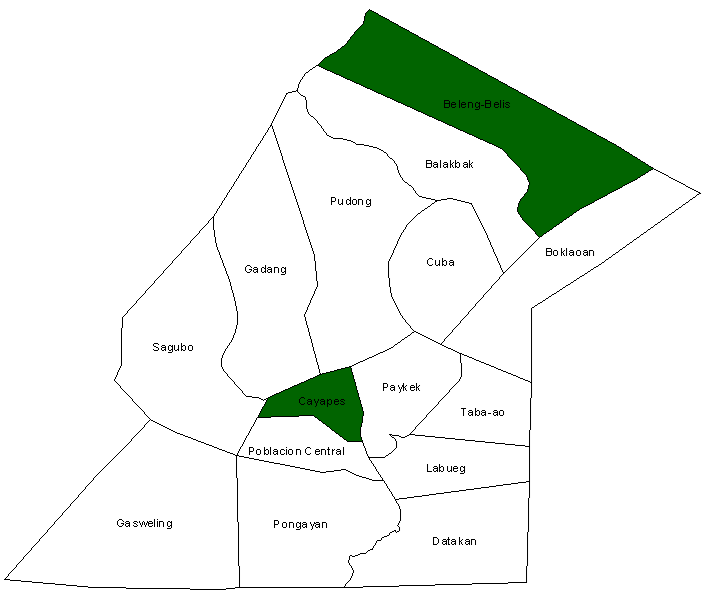 Beleng-Belis
Balakbak
Pudong
Boklaoan
Cuba
Gadang
Sagubo
Paykek
Cayapes
Taba-ao
Poblacion Central
Labueg
Gasweling
Pongayan
Datakan